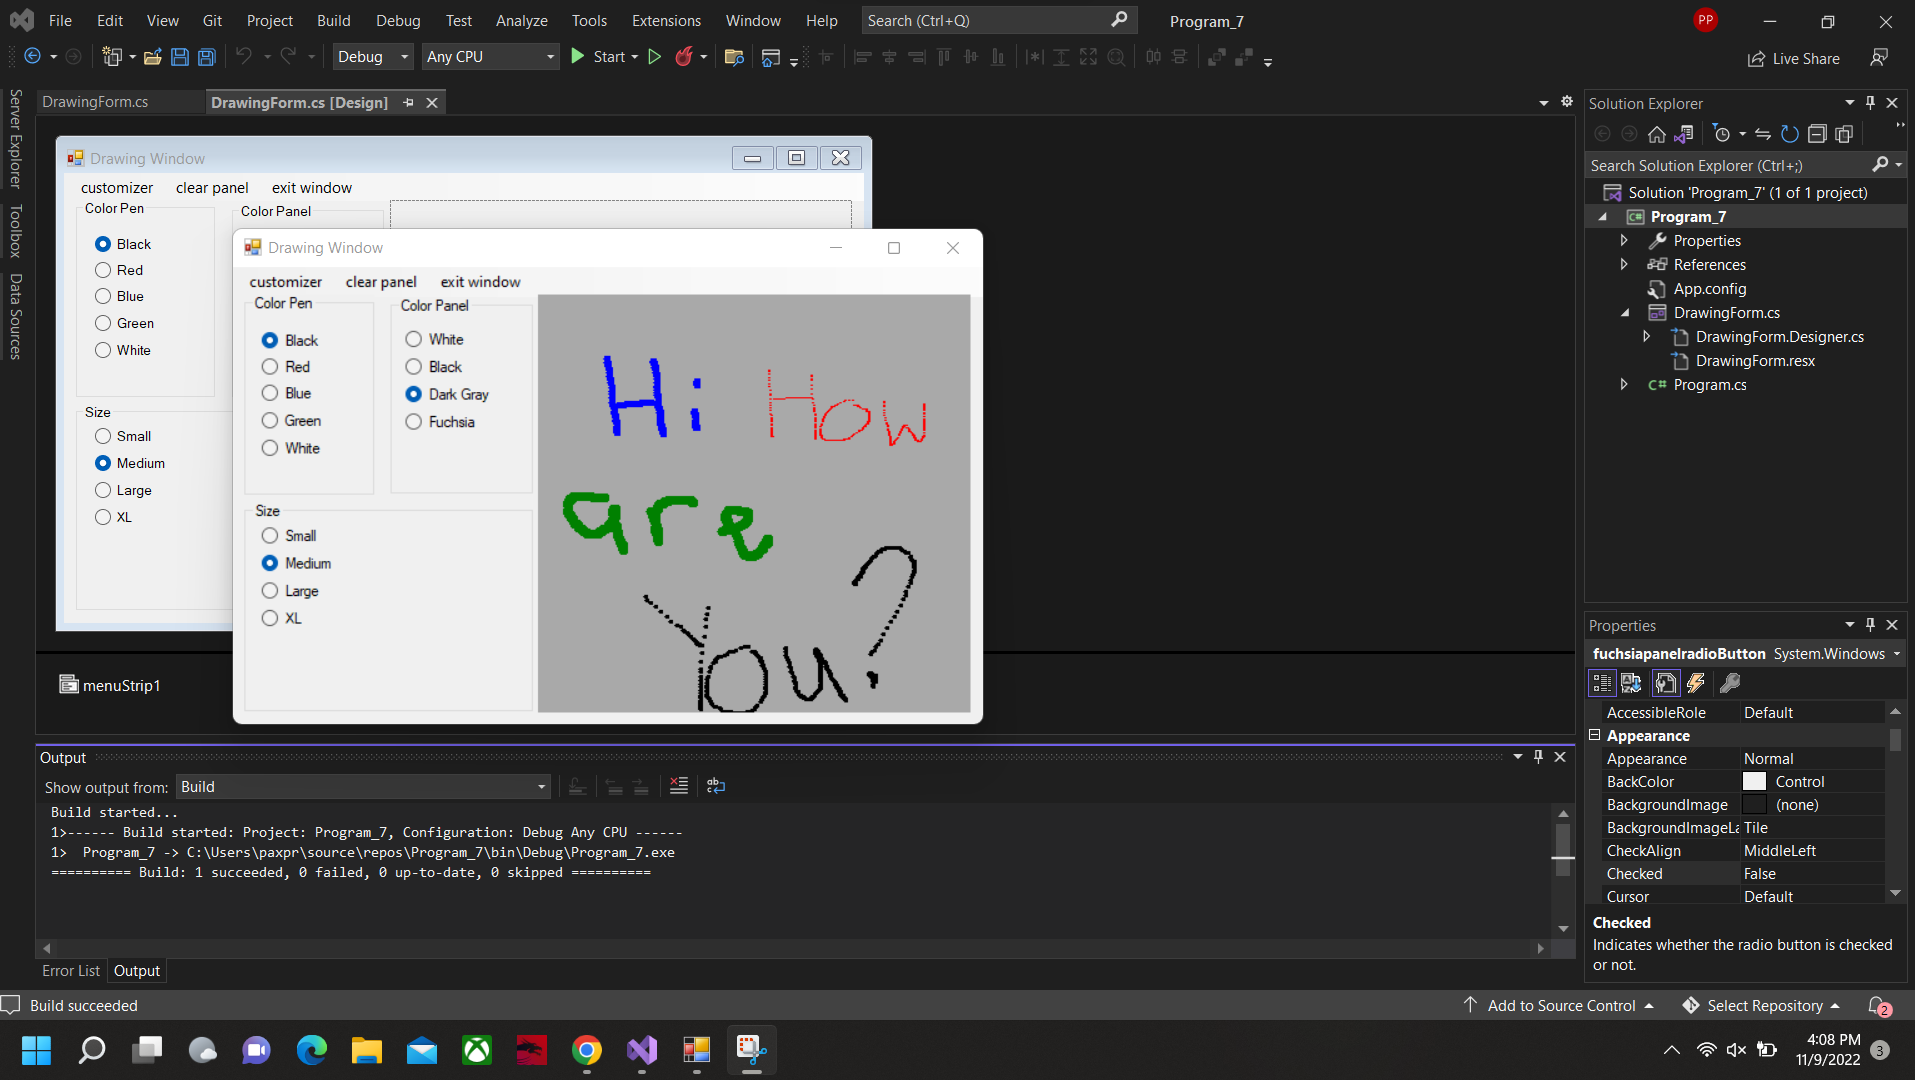 File Edit View Git Project Build Debug Test Analyze Tools Extensions Window Help Search (Ctrl+Q) Program_7 PP
Debug Any CPU Start Live Share
Server Explorer
Toolbox
Data Sources
DrawingForm.cs DrawingForm.cs [Design]
Drawing Window
customizer clear panel exit window
Color Pen Color Panel
Black
Red
Blue
Green
White
Size
Small
Medium
Large
XL
Drawing Window
customizer clear panel exit window
Color Pen Color Panel
Black White
Red Black
Blue Dark Gray
Green Fuchsia
White
Size
Small
Medium
Large
XL
Hi How
are
You?
menuStrip1
Output
Show output from: Build
Build started...
1>------ Build started: Project: Program_7, Configuration: Debug Any CPU ------
1>  Program_7 -> C:\Users\paxpr\source\repos\Program_7\bin\Debug\Program_7.exe
========== Build: 1 succeeded, 0 failed, 0 up-to-date, 0 skipped ==========
Error List Output
Solution Explorer
Search Solution Explorer (Ctrl+;)
Solution 'Program_7' (1 of 1 project)
C# Program_7
Properties
References
App.config
DrawingForm.cs
DrawingForm.Designer.cs
DrawingForm.resx
C# Program.cs
Properties
fuchsiapanelradioButton System.Windows
AccessibleRole Default
Appearance
Appearance Normal
BackColor Control
BackgroundImage (none)
BackgroundImageLa Tile
CheckAlign MiddleLeft
Checked False
Cursor Default
Checked
Indicates whether the radio button is checked
or not.
Build succeeded Add to Source Control Select Repository 2
4:08 PM
11/9/2022 3